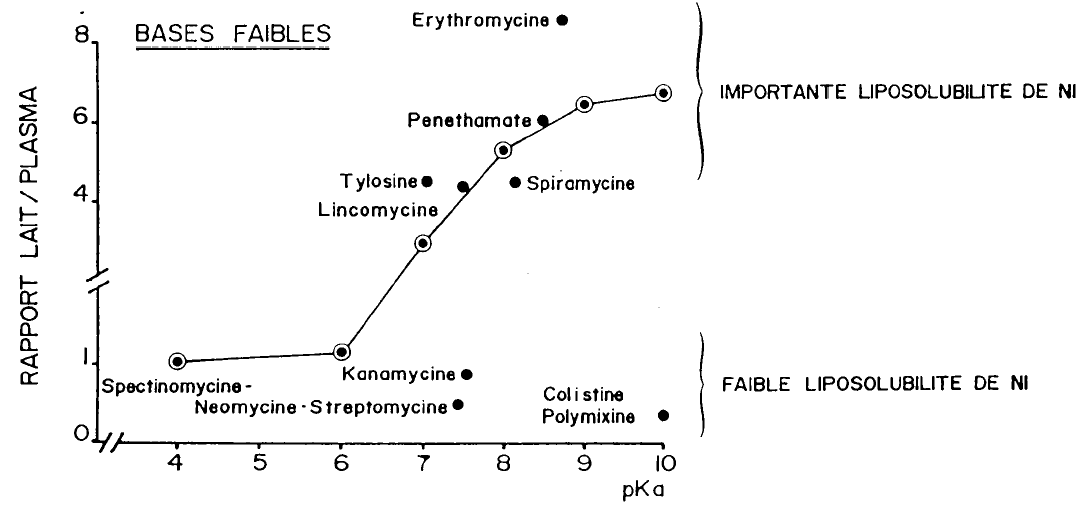 Erythromycine
8
BASES FAIBLES
RAPPORT LAIT/PLASMA
IMPORTANTE LIPOSOLUBILITE DE NI
6
Penethamate
Tylosine
Spiramycine
4
Lincomycine
1
Kanamycine
Spectinomycine-
Neomycine-Streptomycine
Colistine
Polymixine
FAIBLE LIPOSOLUBILITE DE NI
0
4 5 6 7 8 9 10
pKa